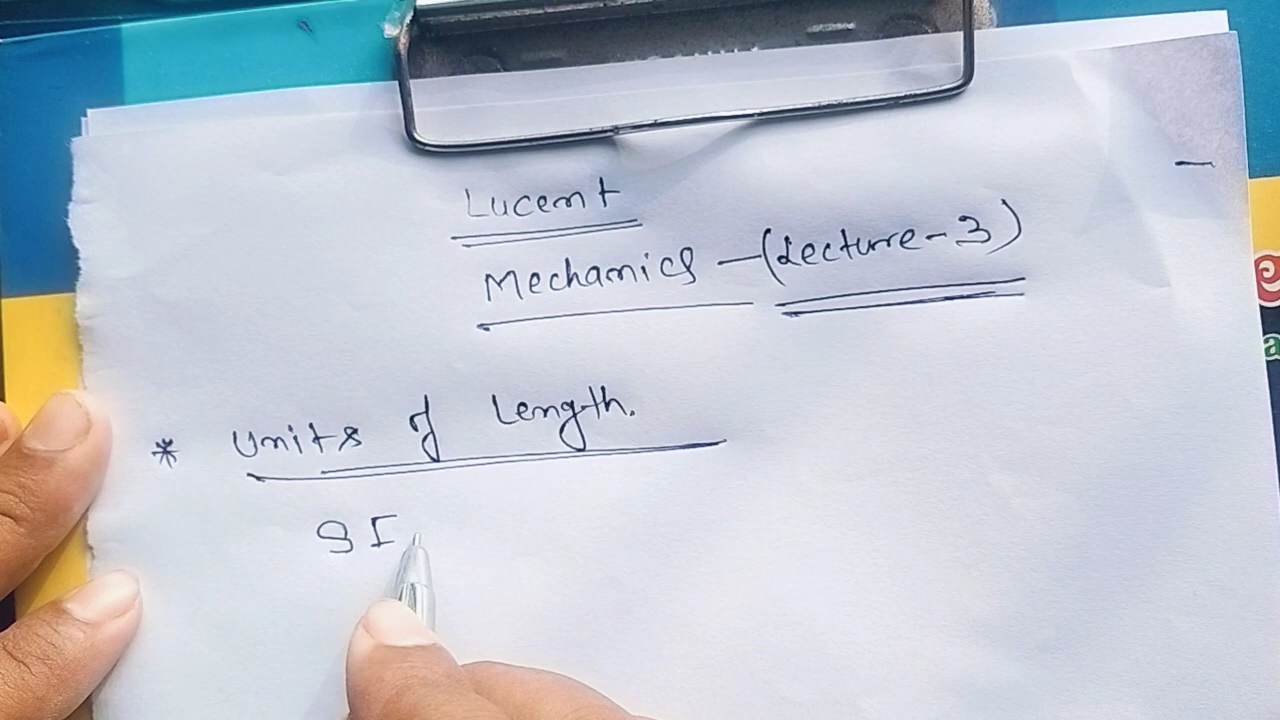 Lucent
Mechanics - (Lecture - 3)
* Units of Length.
SI